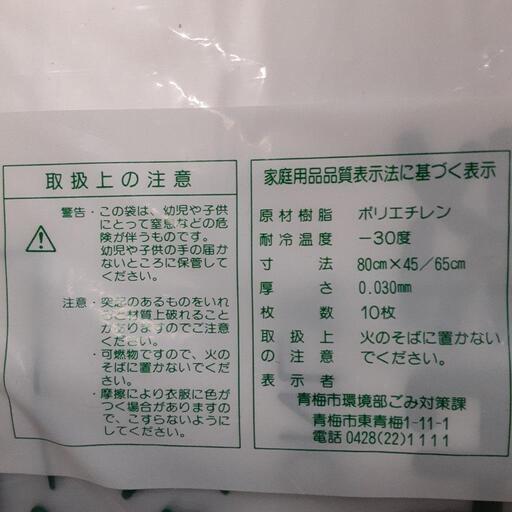 取扱上の注意
警告・この袋は、幼児や子供
にとって窒息などの危
険が伴うものです。
幼児や子供の手の届か
ないところに保管して
ください。
注意・突起のあるものをいれ
ると材質上破れること
がありますのでご注意
ください。
・可燃物ですので、火の
そばに置かないでくだ
さい。
・摩擦により衣服に色が
つく場合がありますの
で、こすらないように
してください。
家庭用品品質表示法に基づく表示
原材樹脂 ポリエチレン
耐冷温度 −30度
寸法 80cm×45／65cm
厚さ 0.030mm
枚数 10枚
取扱上 火のそばに置かない
の注意 でください。
表示者
青梅市環境部ごみ対策課
青梅市東青梅1-11-1
電話 0428(22)1111